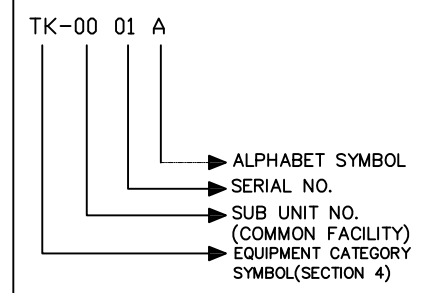 TK-00 01 A
ALPHABET SYMBOL
SERIAL NO.
SUB UNIT NO.
(COMMON FACILITY)
EQUIPMENT CATEGORY
SYMBOL(SECTION 4)